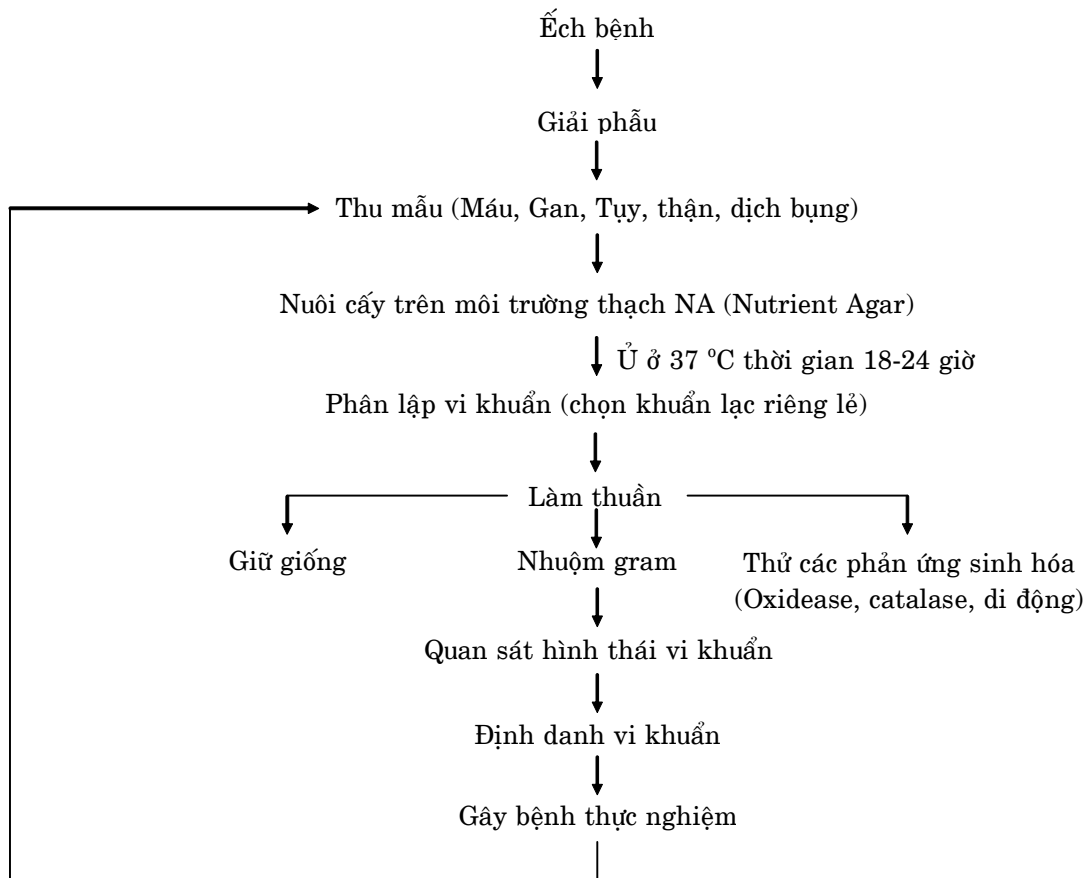 Ếch bệnh
Giải phẫu
Thu mẫu (Máu, Gan, Tụy, thận, dịch bụng)
Nuôi cấy trên môi trường thạch NA (Nutrient Agar)
Ủ ở 37 ºC thời gian 18-24 giờ
Phân lập vi khuẩn (chọn khuẩn lạc riêng lẻ)
Làm thuần
Giữ giống
Nhuộm gram
Thử các phản ứng sinh hóa
(Oxidease, catalase, di động)
Quan sát hình thái vi khuẩn
Định danh vi khuẩn
Gây bệnh thực nghiệm